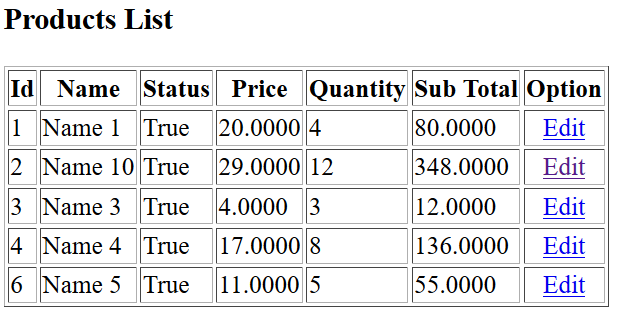 Products List
Id Name Status Price Quantity Sub Total Option
1 Name 1 True 20.0000 4 80.0000 Edit
2 Name 10 True 29.0000 12 348.0000 Edit
3 Name 3 True 4.0000 3 12.0000 Edit
4 Name 4 True 17.0000 8 136.0000 Edit
6 Name 5 True 11.0000 5 55.0000 Edit